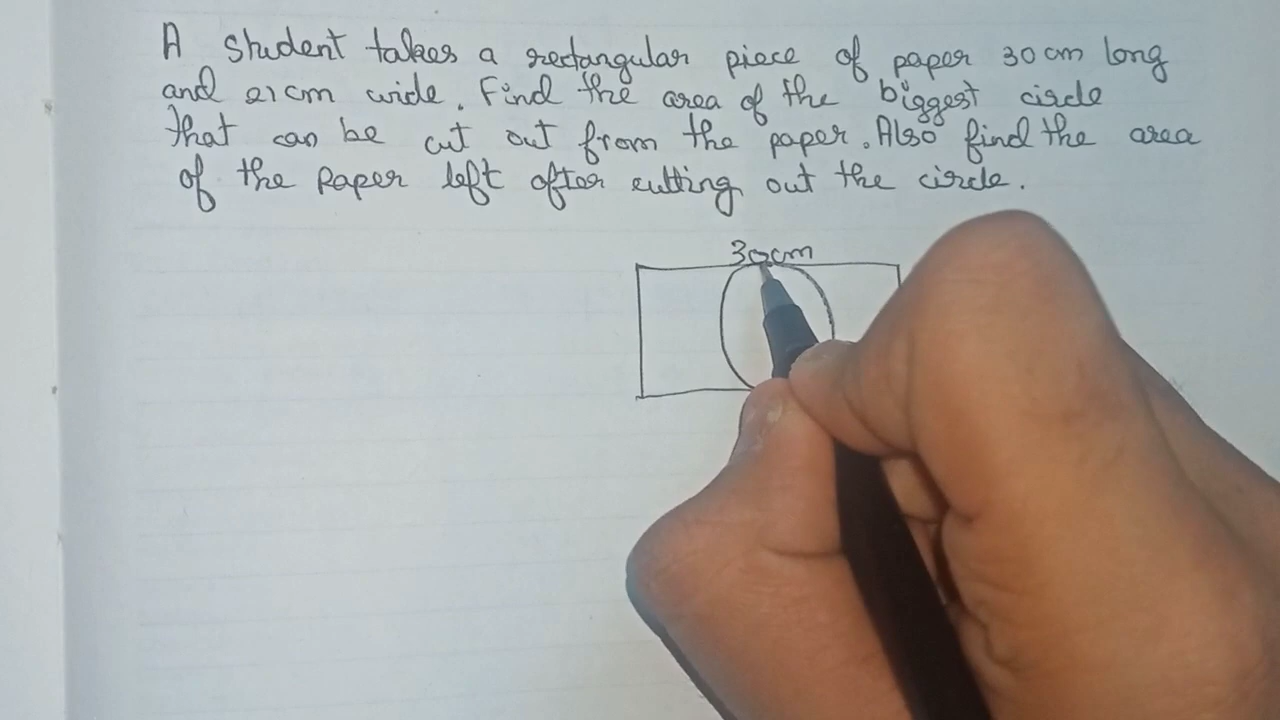 A student takes a rectangular piece of paper 30 cm long
and 21 cm wide. Find the area of the biggest circle
that can be cut out from the paper. Also find the area
of the paper left after cutting out the circle.
30cm